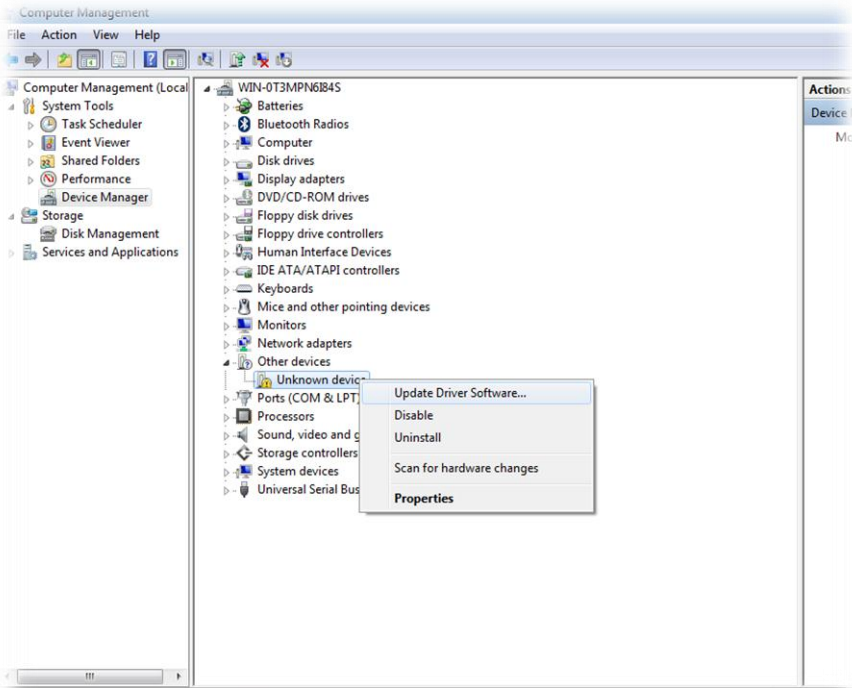 Computer Management
File Action View Help
Computer Management (Local
System Tools
Task Scheduler
Event Viewer
Shared Folders
Performance
Device Manager
Storage
Disk Management
Services and Applications
WIN-0T3MPN6I84S
Batteries
Bluetooth Radios
Computer
Disk drives
Display adapters
DVD/CD-ROM drives
Floppy disk drives
Floppy drive controllers
Human Interface Devices
IDE ATA/ATAPI controllers
Keyboards
Mice and other pointing devices
Monitors
Network adapters
Other devices
Unknown device
Ports (COM & LPT)
Processors
Sound, video and g
Storage controllers
System devices
Universal Serial Bus
Update Driver Software...
Disable
Uninstall
Scan for hardware changes
Properties
Actions
Device
Mo